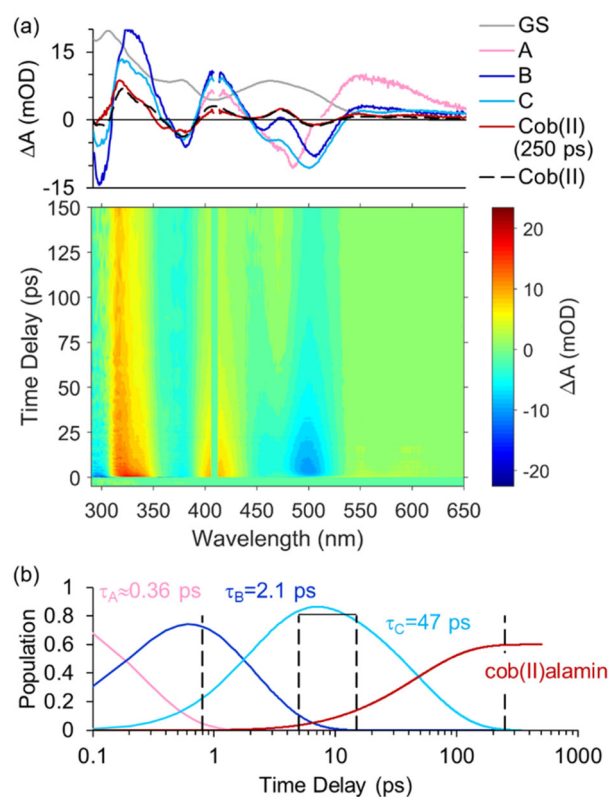 (a)
GS
A
B
C
Cob(II)
(250 ps)
Cob(II)
ΔA (mOD)
15
0
-15
150
125
100
75
50
25
0
Time Delay (ps)
300 350 400 450 500 550 600 650
Wavelength (nm)
20
10
0
-10
-20
ΔA (mOD)
(b)
τA≈0.36 ps
τB=2.1 ps
τC=47 ps
cob(II)alamin
1
0.8
0.6
0.4
0.2
0
Population
0.1 1 10 100 1000
Time Delay (ps)